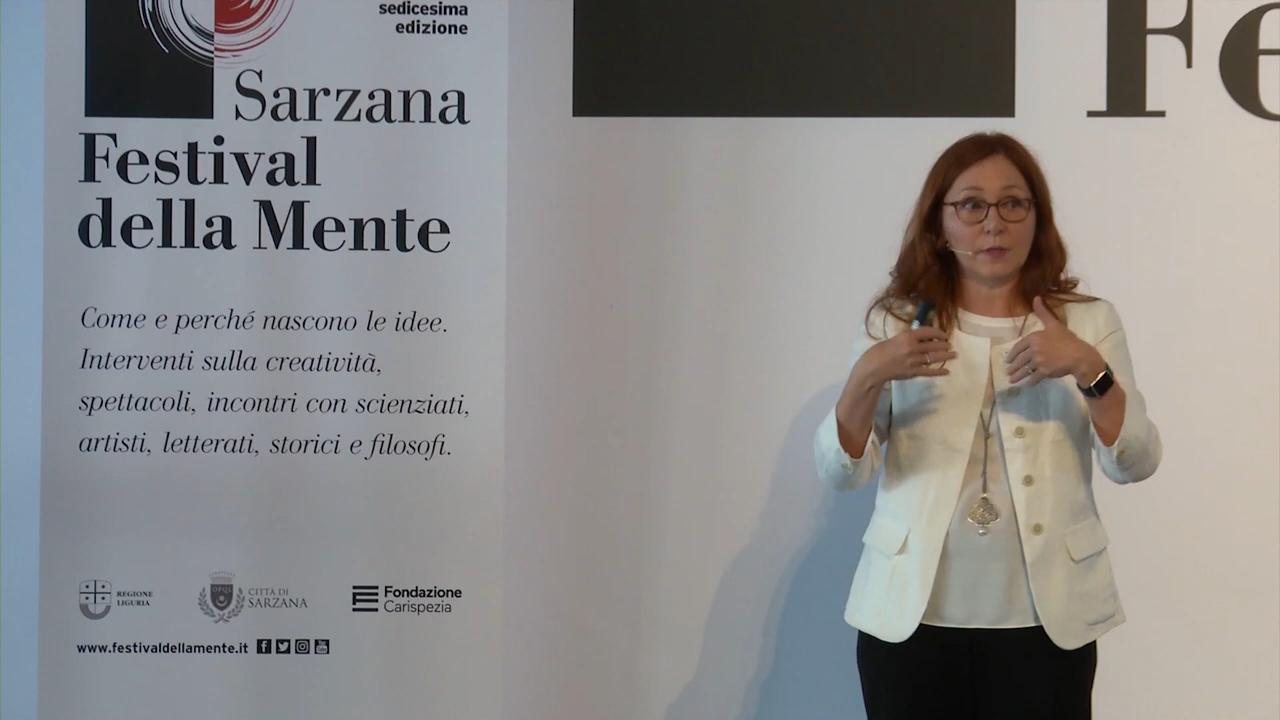 sedicesima
edizione
Sarzana
Festival
della Mente
Come e perché nascono le idee.
Interventi sulla creatività,
spettacoli, incontri con scienziati,
artisti, letterati, storici e filosofi.
REGIONE
LIGURIA
CITTÀ DI
SARZANA
Fondazione
Carispezia
www.festivaldellamente.it
Fe